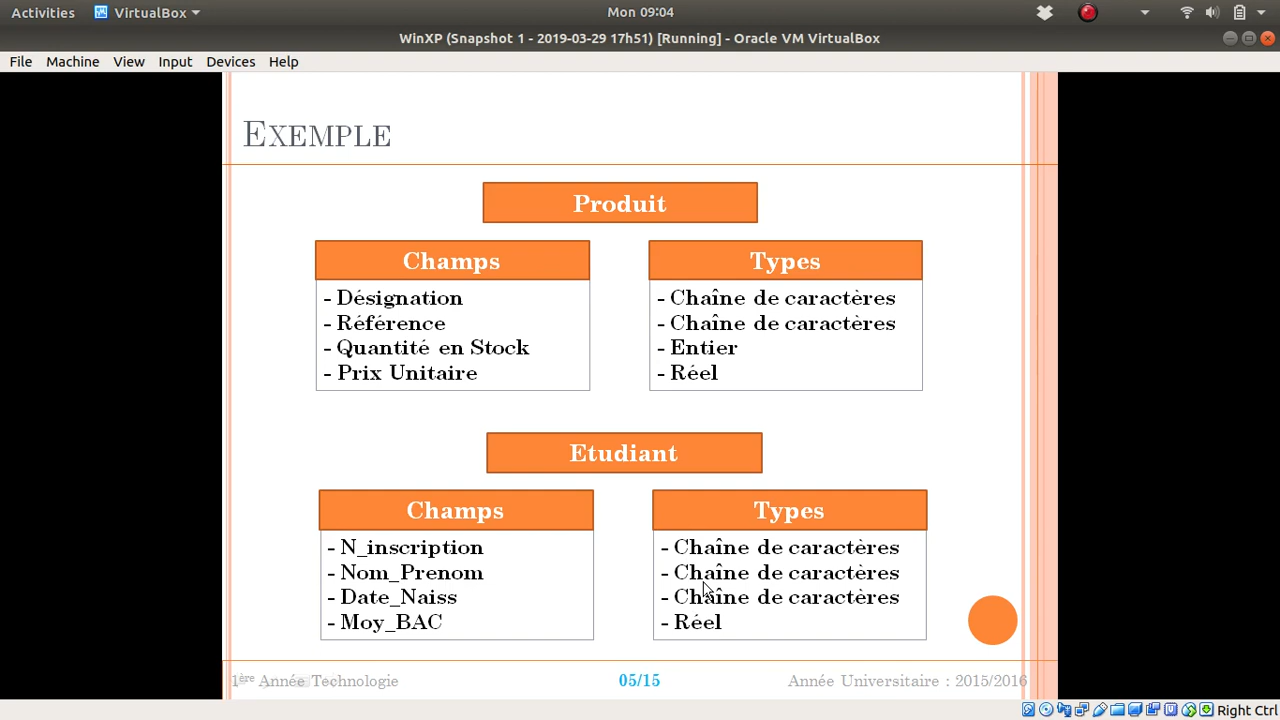 Activities VirtualBox Mon 09:04
WinXP (Snapshot 1 - 2019-03-29 17h51) [Running] - Oracle VM VirtualBox
File Machine View Input Devices Help
EXEMPLE
Produit
Champs
- Désignation
- Référence
- Quantité en Stock
- Prix Unitaire
Types
- Chaîne de caractères
- Chaîne de caractères
- Entier
- Réel
Etudiant
Champs
- N_inscription
- Nom_Prenom
- Date_Naiss
- Moy_BAC
Types
- Chaîne de caractères
- Chaîne de caractères
- Chaîne de caractères
- Réel
1ère Année Technologie 05/15 Année Universitaire : 2015/2016
Right Ctrl